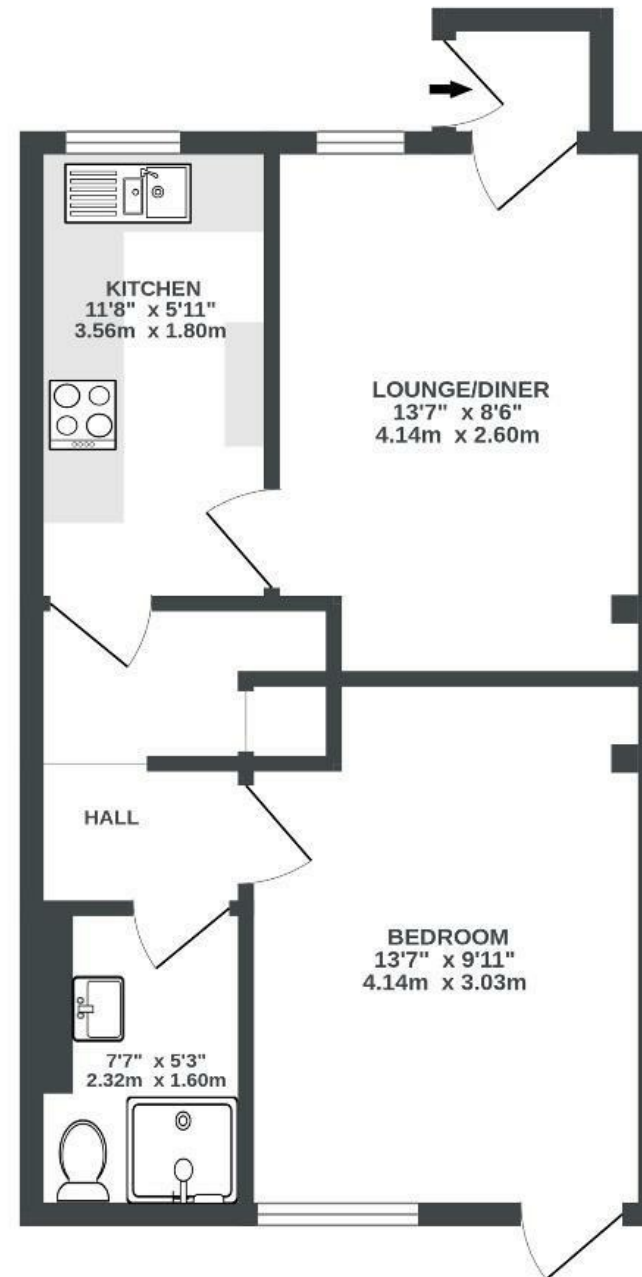 KITCHEN
11'8" x 5'11"
3.56m x 1.80m
LOUNGE/DINER
13'7" x 8'6"
4.14m x 2.60m
HALL
BEDROOM
13'7" x 9'11"
4.14m x 3.03m
7'7" x 5'3"
2.32m x 1.60m